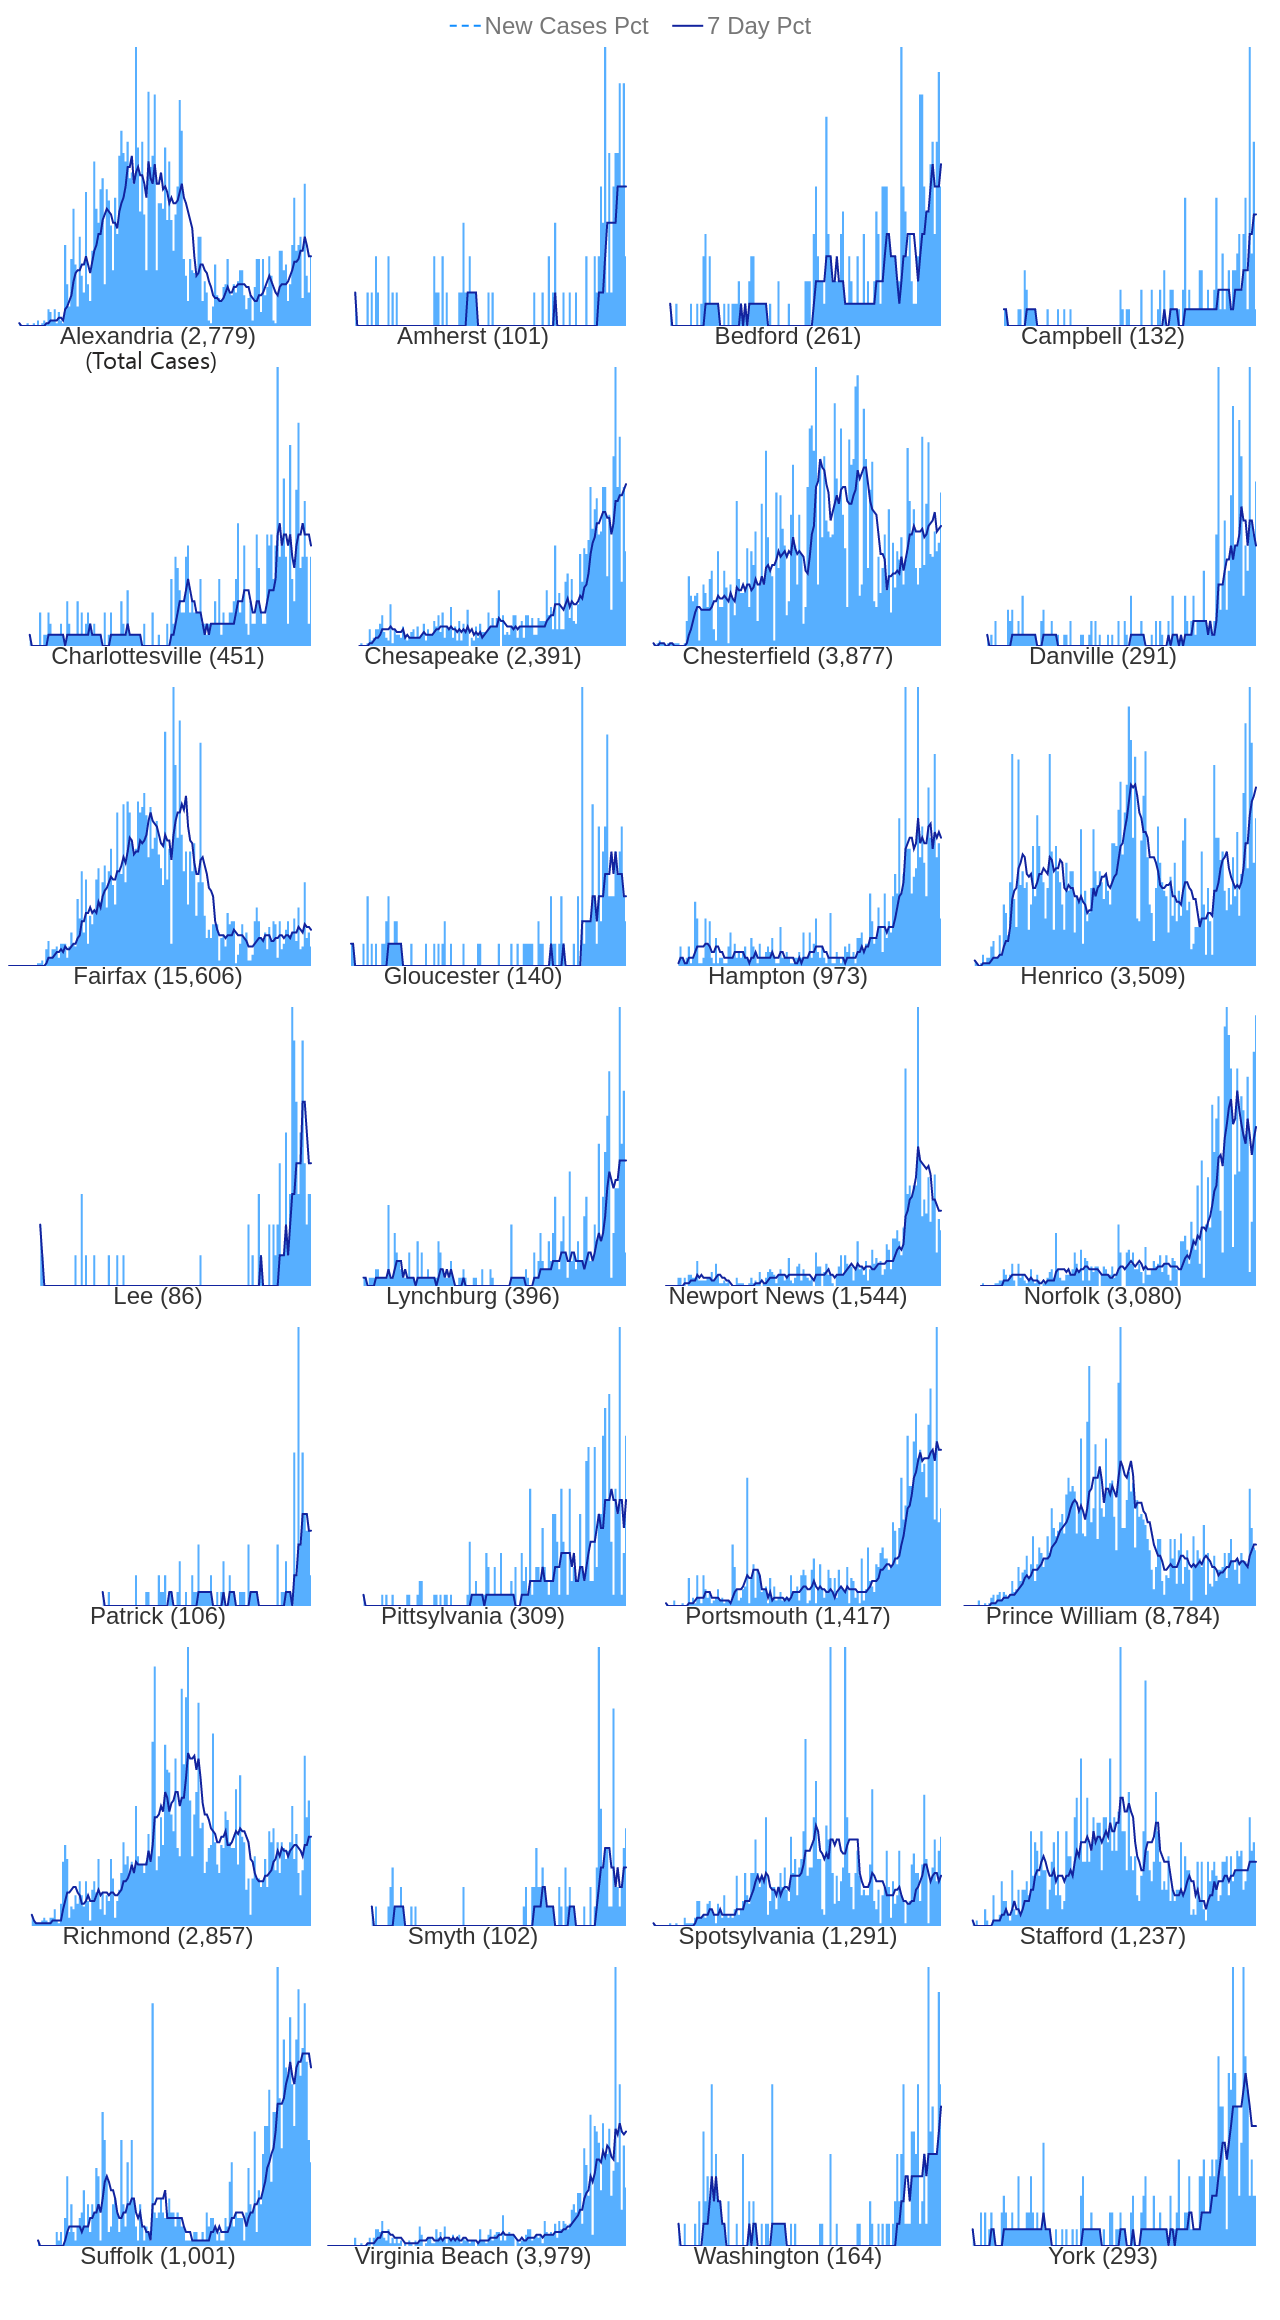 New Cases Pct 7 Day Pct
Alexandria (2,779) Amherst (101) Bedford (261) Campbell (132)
(Total Cases)
Charlottesville (451) Chesapeake (2,391) Chesterfield (3,877) Danville (291)
Fairfax (15,606) Gloucester (140) Hampton (973) Henrico (3,509)
Lee (86) Lynchburg (396) Newport News (1,544) Norfolk (3,080)
Patrick (106) Pittsylvania (309) Portsmouth (1,417) Prince William (8,784)
Richmond (2,857) Smyth (102) Spotsylvania (1,291) Stafford (1,237)
Suffolk (1,001) Virginia Beach (3,979) Washington (164) York (293)